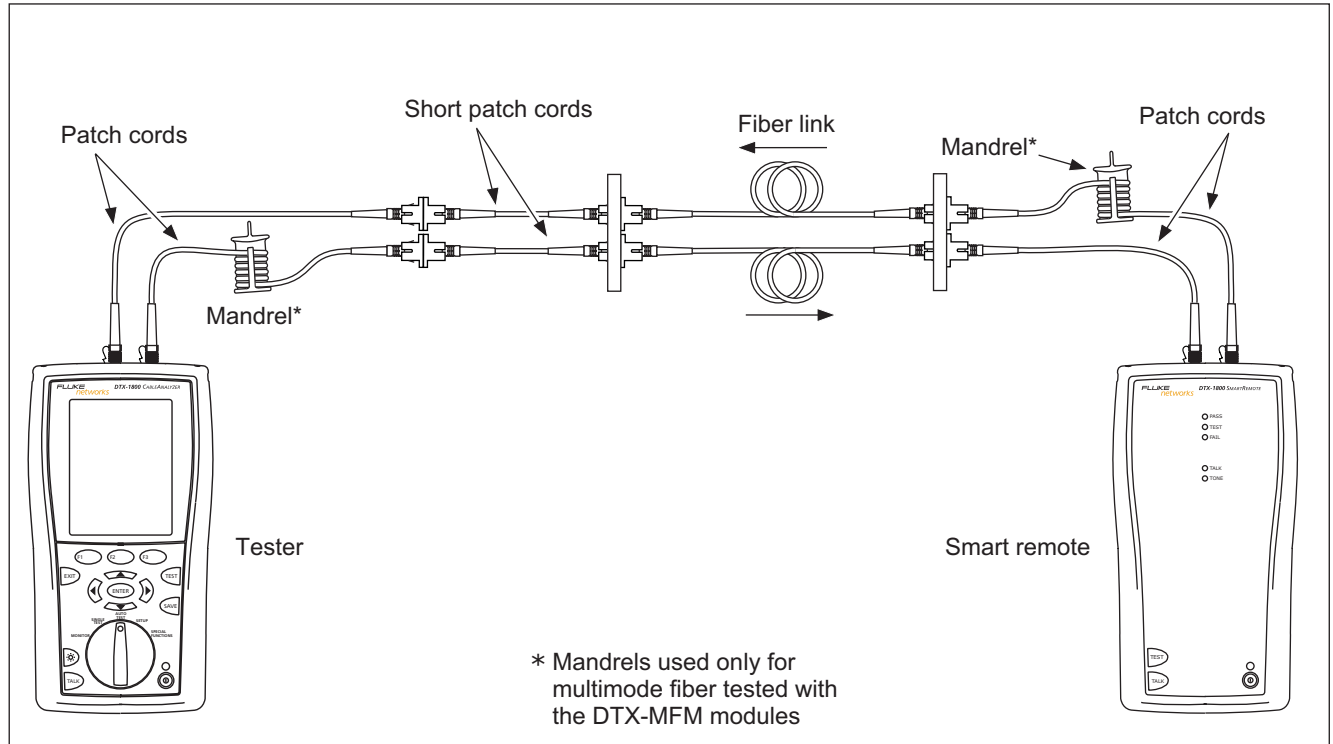 Short patch cords
Fiber link
Patch cords
Mandrel*
Patch cords
Mandrel*
FLUKE
networks
DTX-1800 CABLEANALYZER
FLUKE
networks
DTX-1800 SMARTREMOTE
PASS
TEST
FAIL
TALK
TONE
Tester
Smart remote
F1
F2
F3
EXIT
TEST
ENTER
SAVE
AUTO
TEST
SINGLE
TEST
SETUP
MONITOR
SPECIAL
FUNCTIONS
TALK
TEST
TALK
* Mandrels used only for
multimode fiber tested with
the DTX-MFM modules